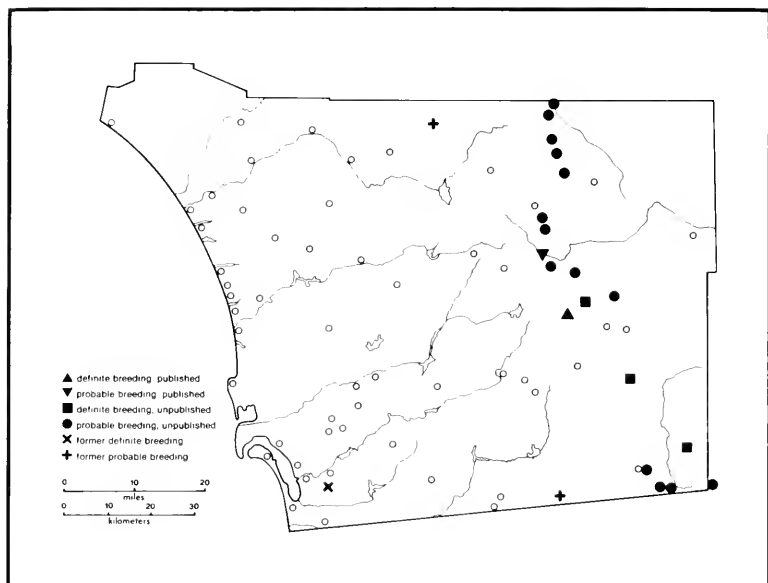 definite breeding published
probable breeding published
definite breeding, unpublished
probable breeding, unpublished
former definite breeding
former probable breeding
0 10 20
miles
0 10 20 30
kilometers